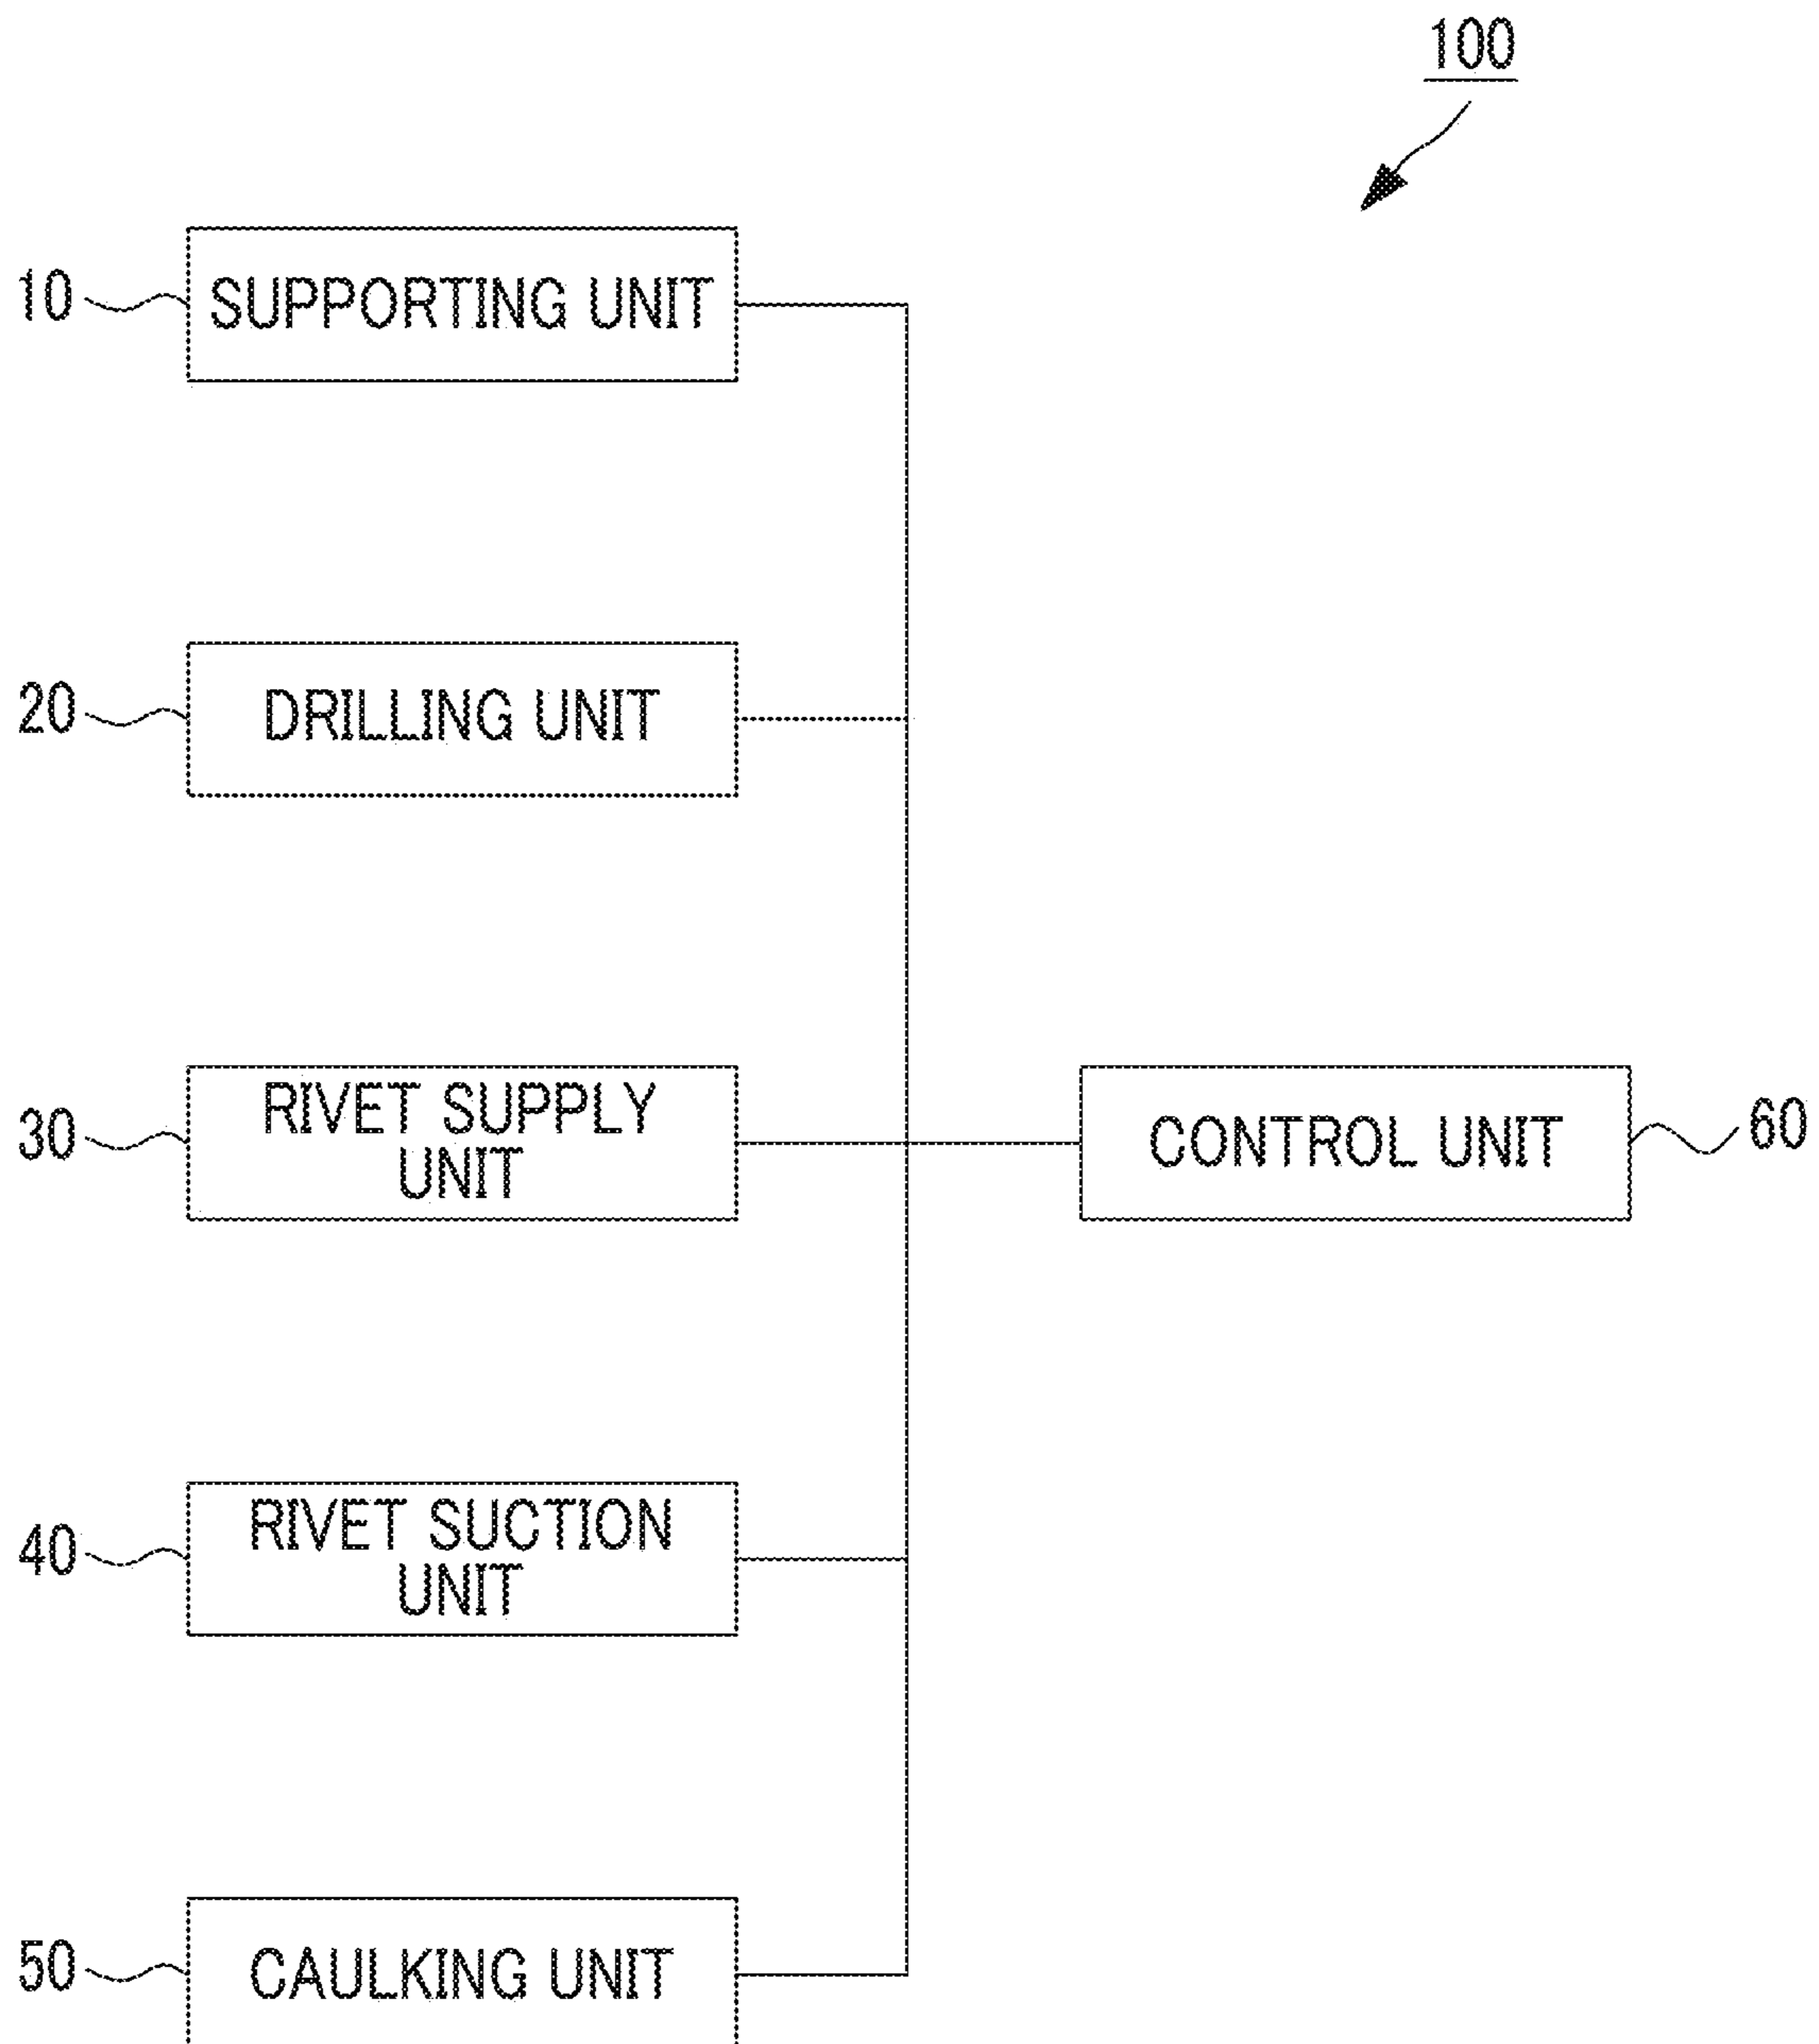 100
10
SUPPORTING UNIT
20
DRILLING UNIT
30
RIVET SUPPLY
UNIT
CONTROL UNIT
60
40
RIVET SUCTION
UNIT
50
CAULKING UNIT